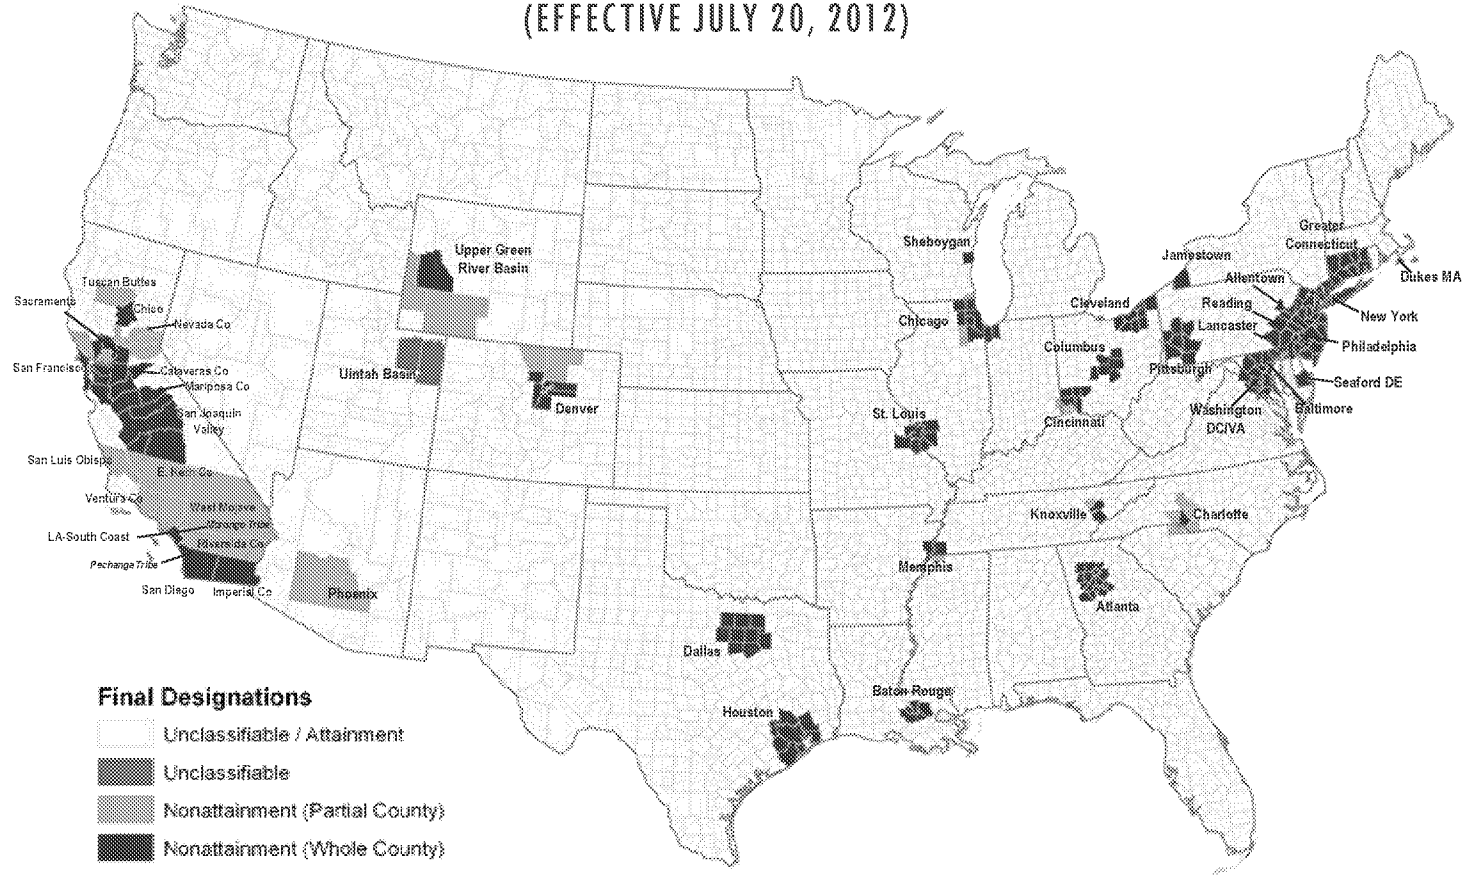 (EFFECTIVE JULY 20, 2012)
Upper Green
River Basin
Tuscan Buttes
Sacramento
Chico
Nevada Co
San Francisco
Calaveras Co
Mariposa Co
San Joaquin
Valley
San Luis Obispo
E. Kern Co
Ventura Co
West Mojave
Morongo Tribe
LA-South Coast
Riverside Co
Pechanga Tribe
San Diego
Imperial Co
Phoenix
Uintah Basin
Denver
Sheboygan
Chicago
St. Louis
Cleveland
Columbus
Cincinnati
Jamestown
Allentown
Reading
Lancaster
Pittsburgh
Greater
Connecticut
Dukes MA
New York
Philadelphia
Seaford DE
Washington
DC/VA
Baltimore
Knoxville
Charlotte
Memphis
Atlanta
Dallas
Houston
Baton Rouge
Final Designations
Unclassifiable / Attainment
Unclassifiable
Nonattainment (Partial County)
Nonattainment (Whole County)